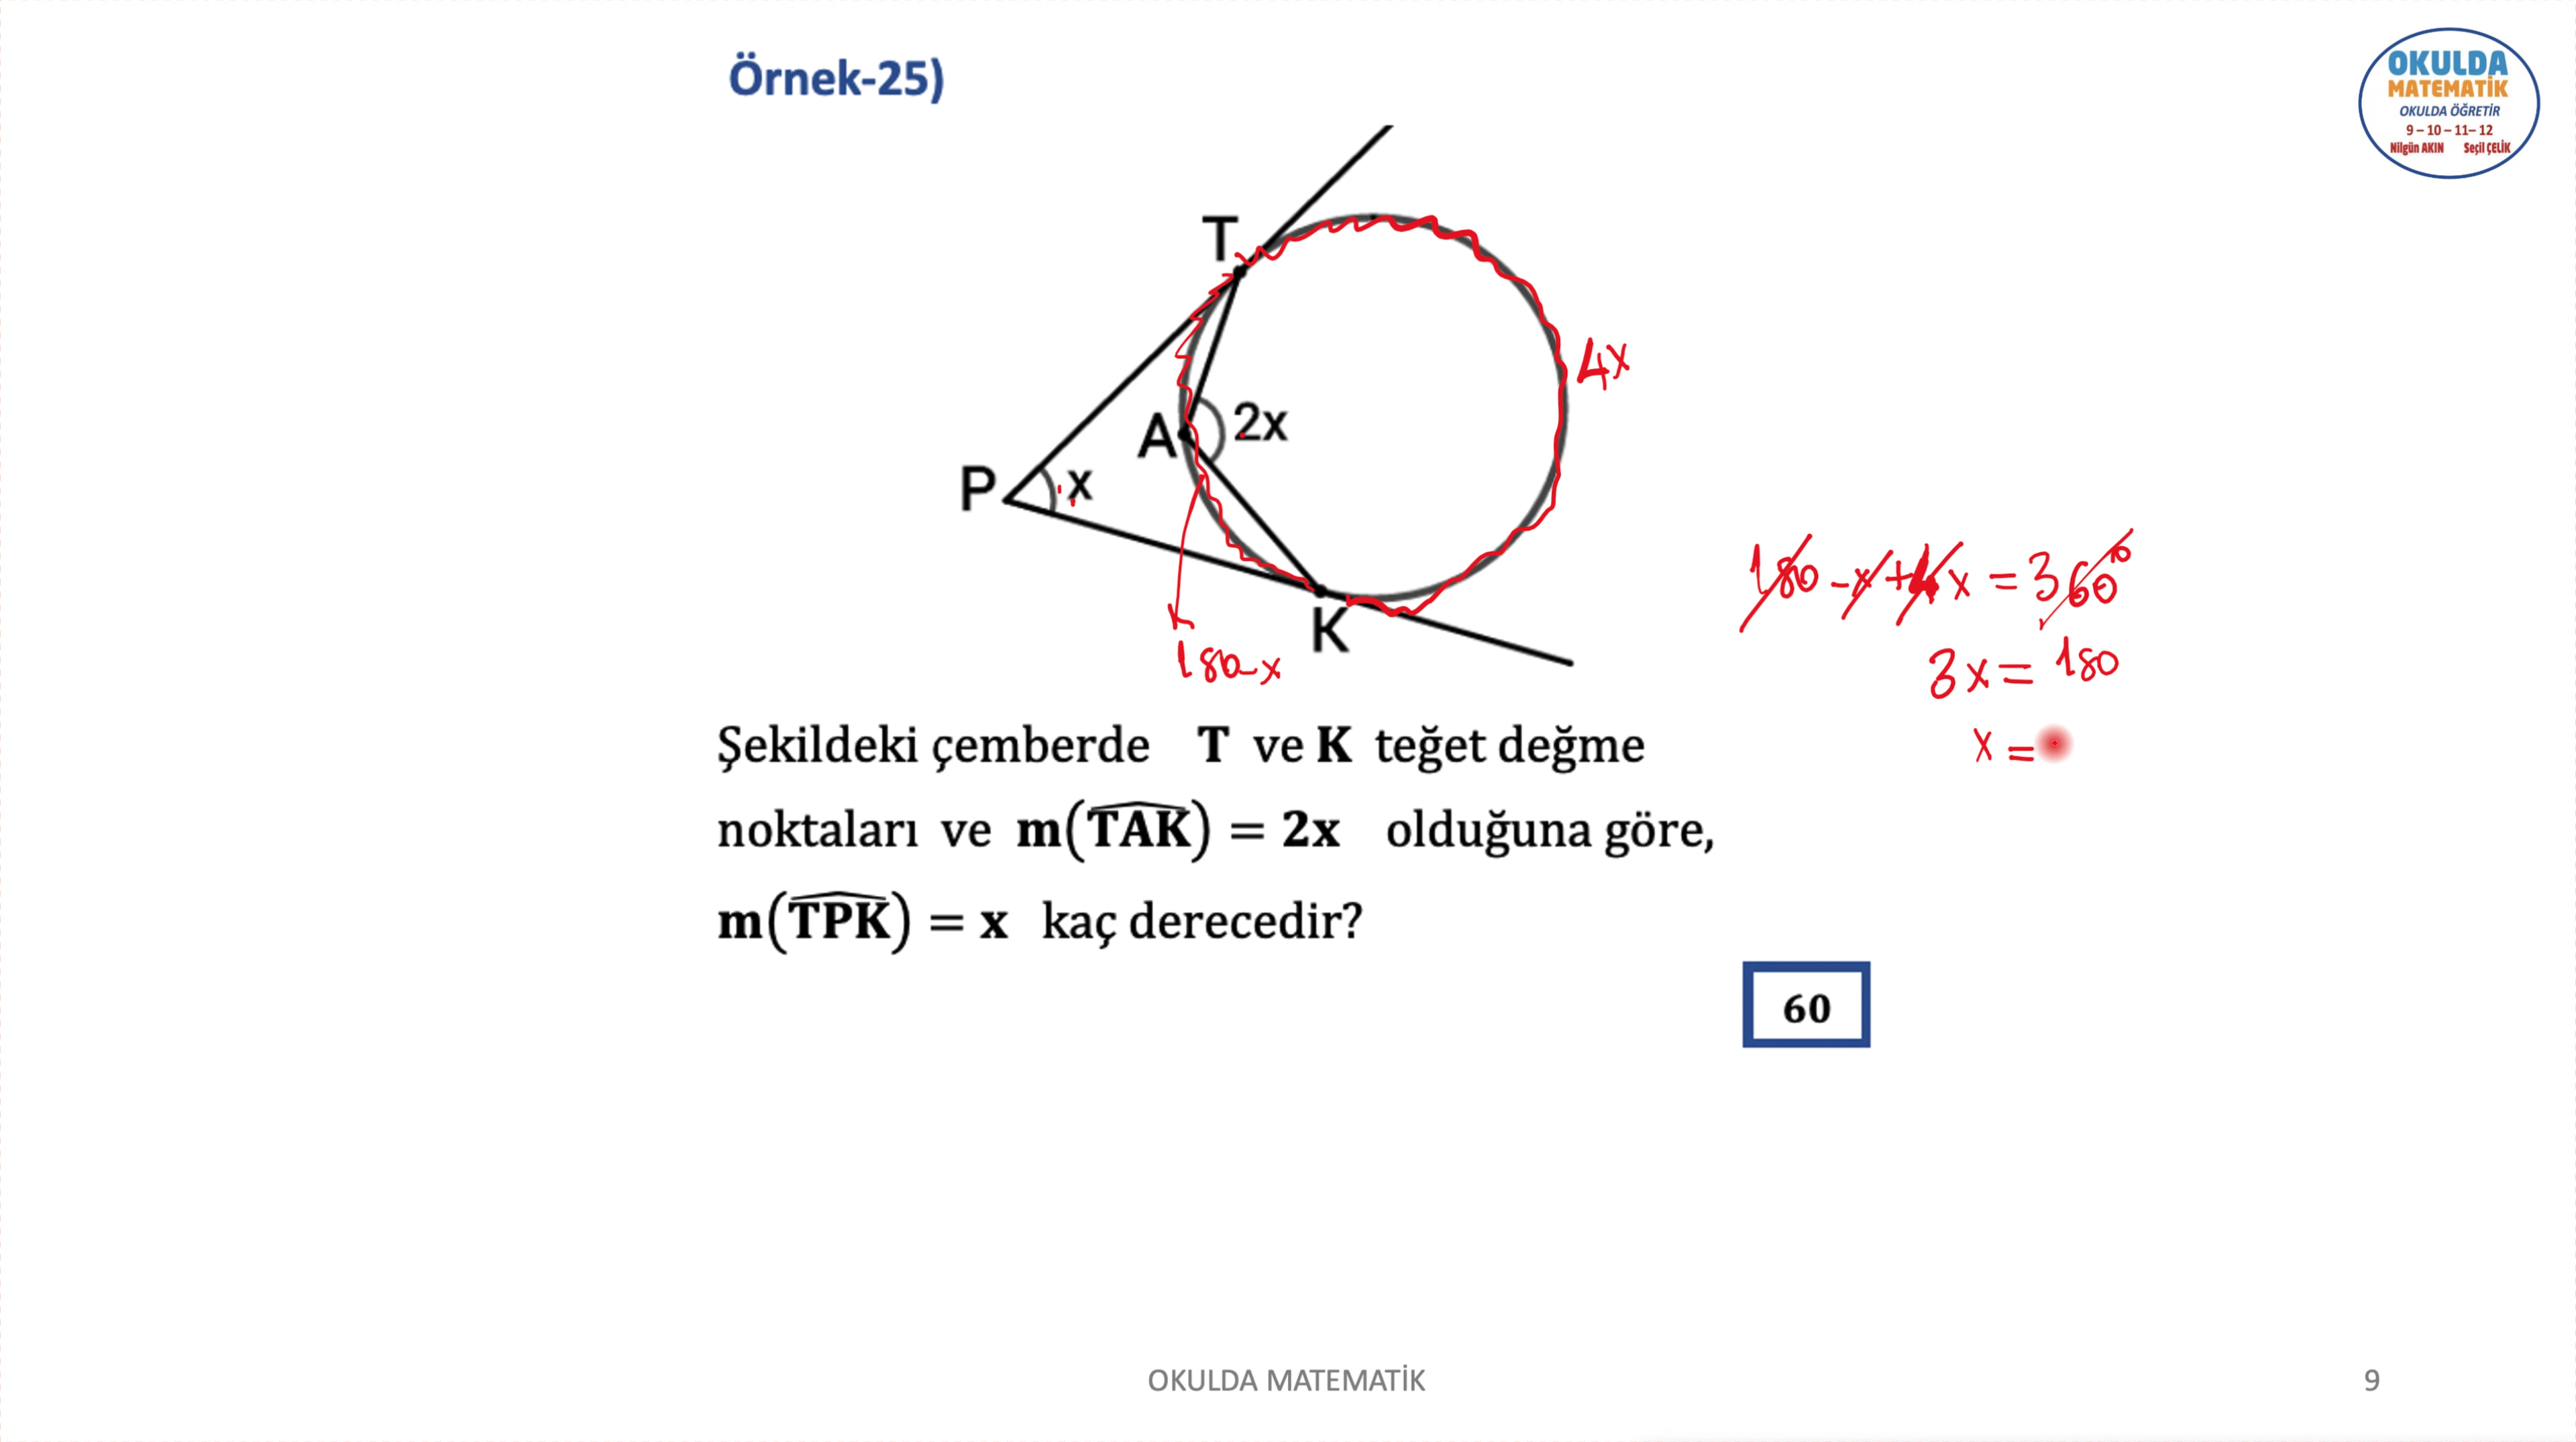 Örnek-25)
OKULDA
MATEMATİK
OKULDA ÖĞRETİR
9 – 10 – 11– 12
Nilgün AKIN Seçil ÇELİK
T
4x
A
2x
P
x
K
180-x
180 - x + 4x = 360°
3x = 180
x =
Şekildeki çemberde T ve K teğet değme
noktaları ve m(TAK) = 2x olduğuna göre,
m(TPK) = x kaç derecedir?
60
OKULDA MATEMATİK
9